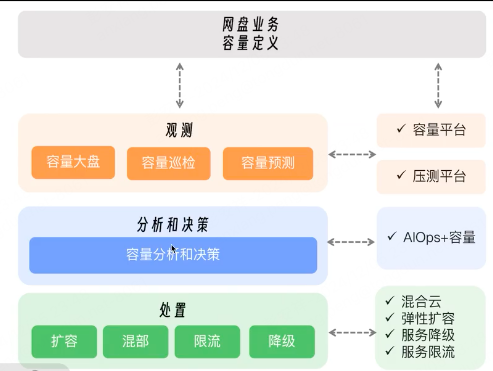 网盘业务
容量定义
观测
容量大盘
容量巡检
容量预测
✓ 容量平台
✓ 压测平台
分析和决策
容量分析和决策
✓ AIOps+容量
处置
扩容
混部
限流
降级
✓ 混合云
✓ 弹性扩容
✓ 服务降级
✓ 服务限流